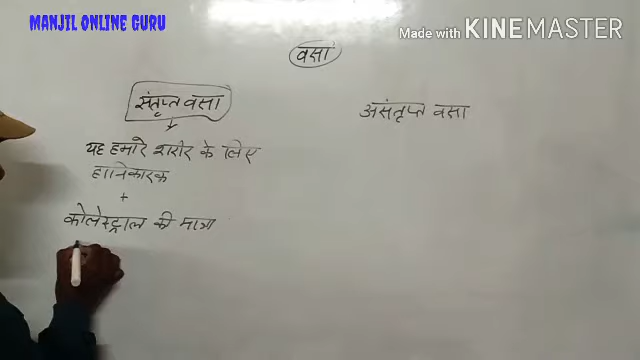 MANJIL ONLINE GURU
Made with KINEMASTER
वसा
संतृप्त वसा
असंतृप्त वसा
यह हमारे शरीर के लिए
हानिकारक
+
कोलेस्ट्राल की मात्रा